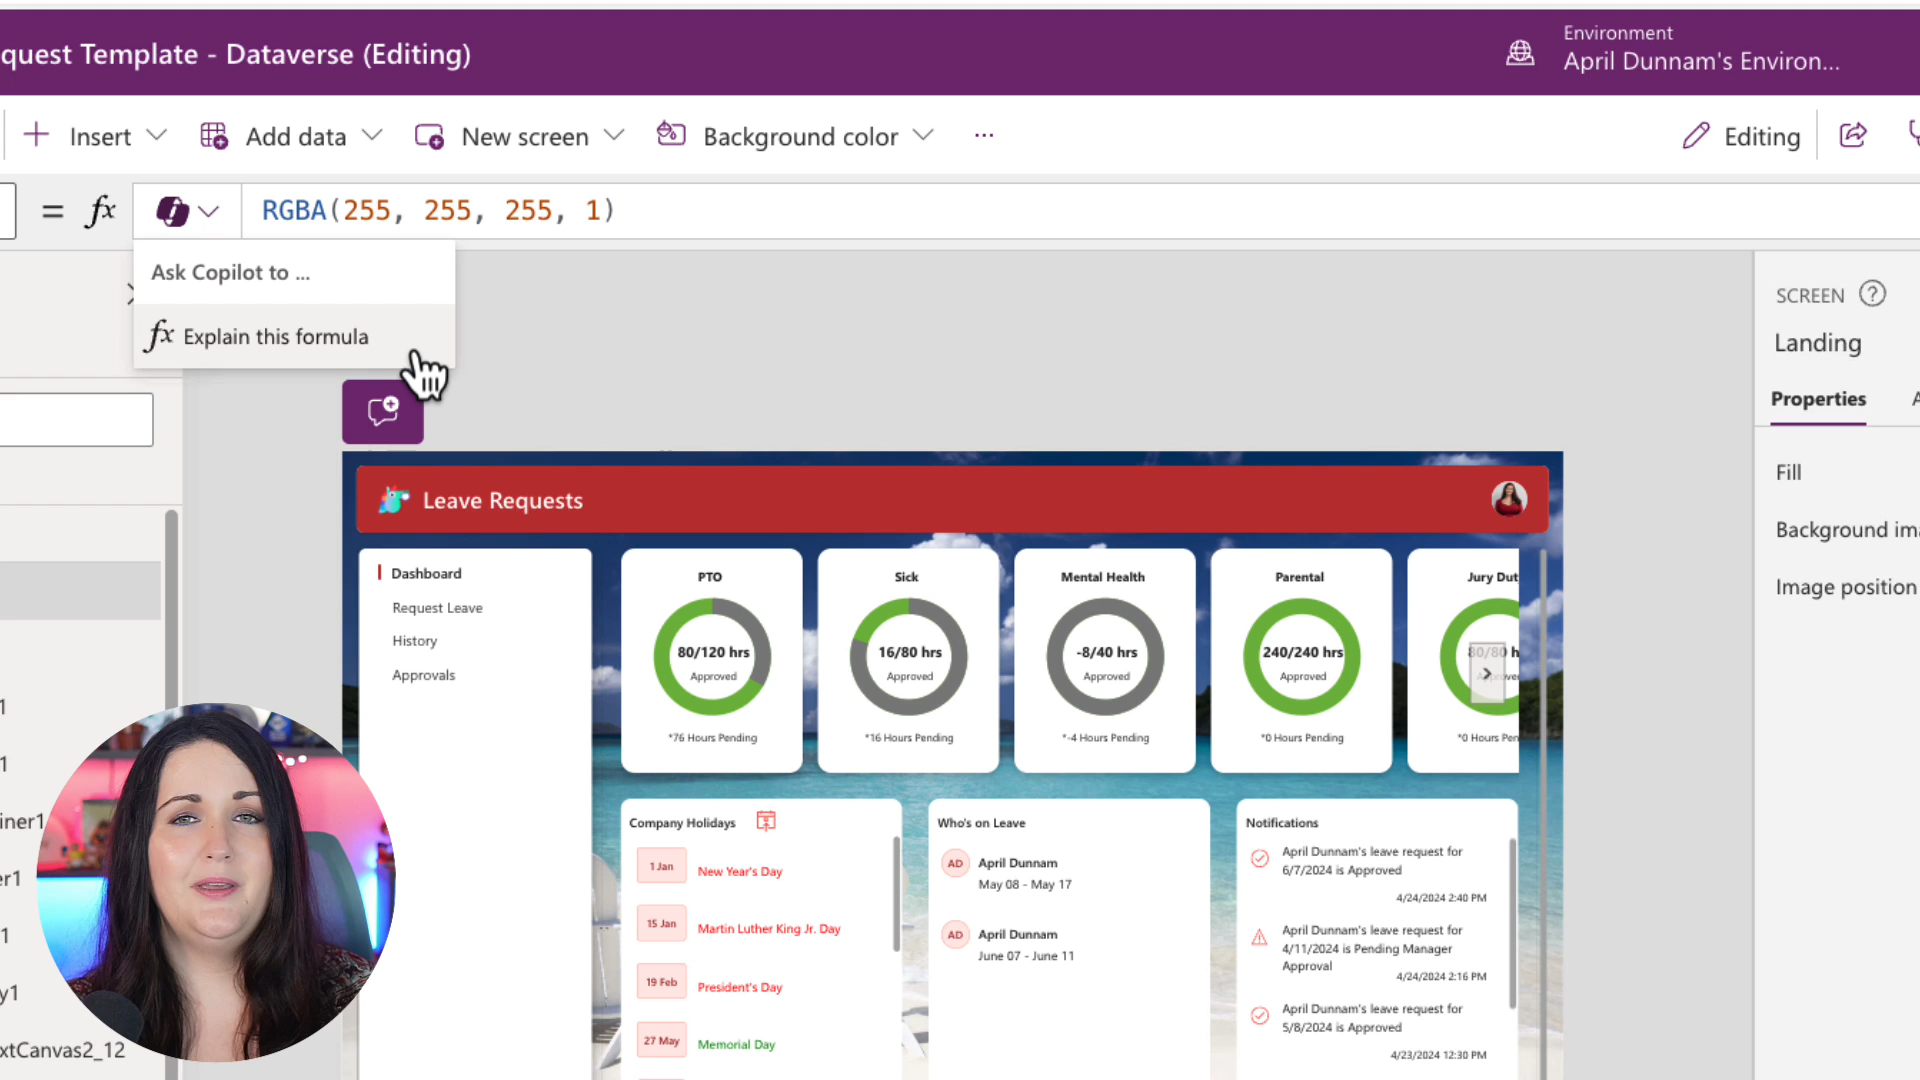 quest Template - Dataverse (Editing)
Environment
April Dunnam's Environ...
Insert
Add data
New screen
Background color
...
Editing
= fx
RGBA(255, 255, 255, 1)
Ask Copilot to ...
fx Explain this formula
SCREEN
Landing
Properties
A
Fill
Background ima
Image position
Leave Requests
Dashboard
Request Leave
History
Approvals
PTO
80/120 hrs
Approved
*76 Hours Pending
Sick
16/80 hrs
Approved
*16 Hours Pending
Mental Health
-8/40 hrs
Approved
*-4 Hours Pending
Parental
240/240 hrs
Approved
*0 Hours Pending
Jury Dut
80/80 h
Approve
*0 Hours Pen
Company Holidays
1 Jan
New Year's Day
15 Jan
Martin Luther King Jr. Day
19 Feb
President's Day
27 May
Memorial Day
Who's on Leave
AD
April Dunnam
May 08 - May 17
AD
April Dunnam
June 07 - June 11
Notifications
April Dunnam's leave request for
6/7/2024 is Approved
4/24/2024 2:40 PM
April Dunnam's leave request for
4/11/2024 is Pending Manager
Approval
4/24/2024 2:16 PM
April Dunnam's leave request for
5/8/2024 is Approved
4/23/2024 12:30 PM
1
1
iner1
er1
1
y1
xtCanvas2_12